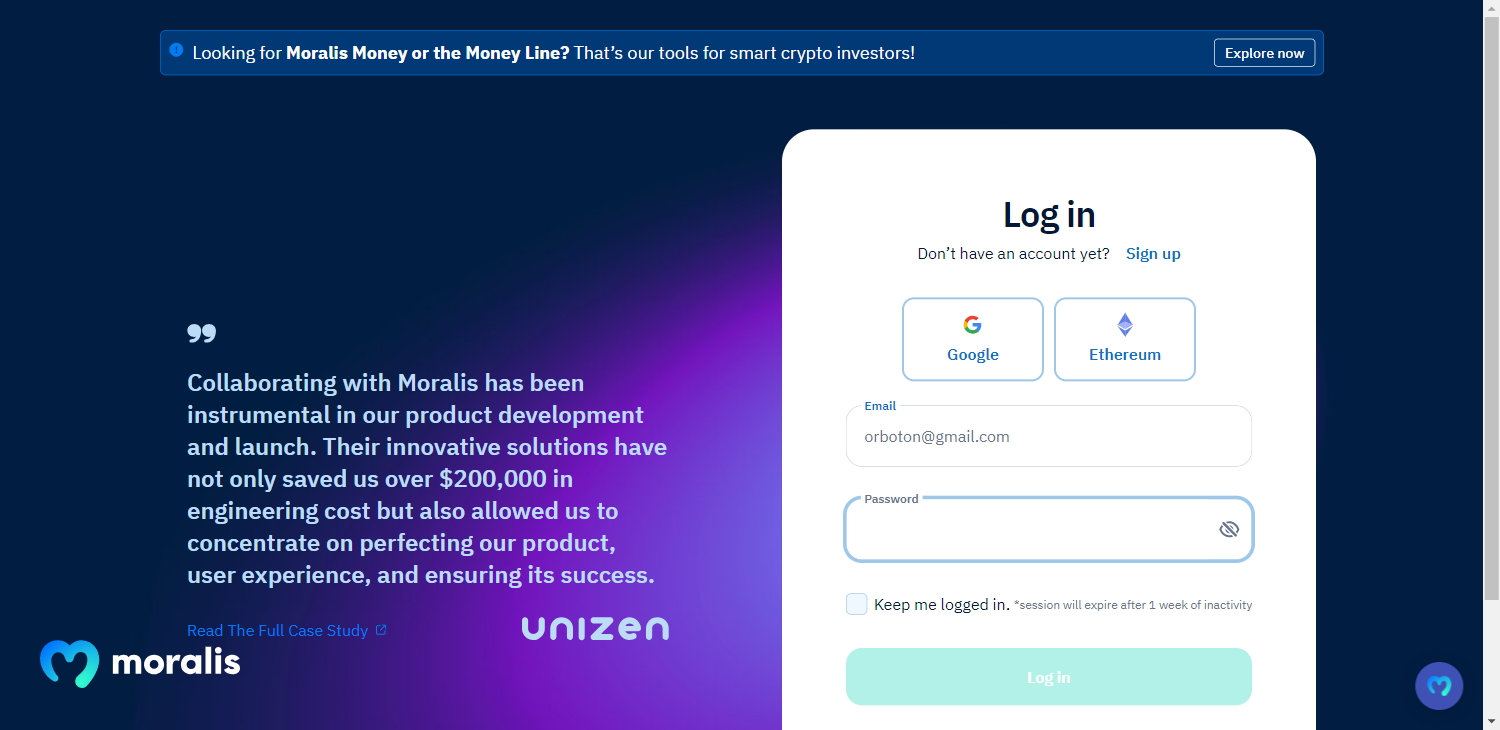 Looking for Moralis Money or the Money Line? That’s our tools for smart crypto investors!
Explore now
”
Collaborating with Moralis has been
instrumental in our product development
and launch. Their innovative solutions have
not only saved us over $200,000 in
engineering cost but also allowed us to
concentrate on perfecting our product,
user experience, and ensuring its success.
Read The Full Case Study
unizen
moralis
Log in
Don’t have an account yet? Sign up
Google
Ethereum
Email
orboton@gmail.com
Password
Keep me logged in. *session will expire after 1 week of inactivity
Log in